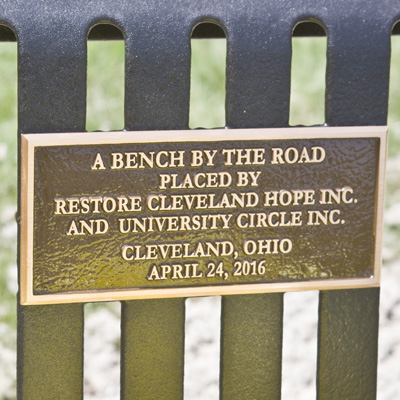 A BENCH BY THE ROAD
PLACED BY
RESTORE CLEVELAND HOPE INC.
AND UNIVERSITY CIRCLE INC.
CLEVELAND, OHIO
APRIL 24, 2016